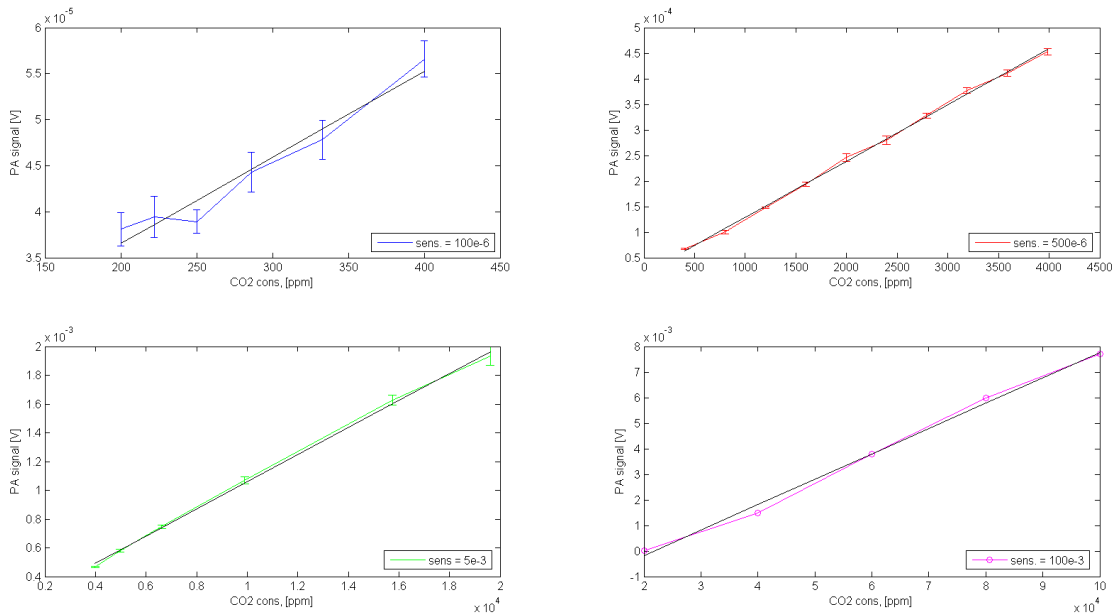 x 10^-5
6
5.5
5
4.5
4
3.5
PA signal [V]
150 200 250 300 350 400 450
CO2 cons, [ppm]
sens. = 100e-6
x 10^-4
5
4.5
4
3.5
3
2.5
2
1.5
1
0.5
PA signal [V]
0 500 1000 1500 2000 2500 3000 3500 4000 4500
CO2 cons, [ppm]
sens. = 500e-6
x 10^-3
2
1.6
1.2
0.8
0.6
0.4
PA signal [V]
0.2 0.4 0.6 0.8 1 1.2 1.4 1.6 1.8 2
x 10^4
CO2 cons, [ppm]
sens = 5e-3
x 10^-3
8
7
6
5
4
3
2
1
0
-1
PA signal [V]
2 3 4 5 6 7 8 9 10
x 10^4
CO2 cons, [ppm]
sens. = 100e-3